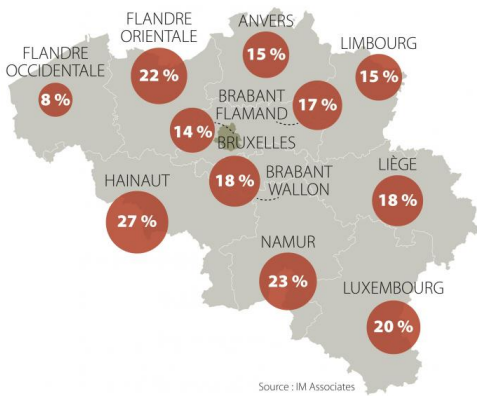 FLANDRE
OCCIDENTALE
8 %
FLANDRE
ORIENTALE
22 %
ANVERS
15 %
LIMBOURG
15 %
BRABANT
FLAMAND
17 %
14 %
BRUXELLES
18 %
BRABANT
WALLON
LIÈGE
18 %
HAINAUT
27 %
NAMUR
23 %
LUXEMBOURG
20 %
Source : IM Associates